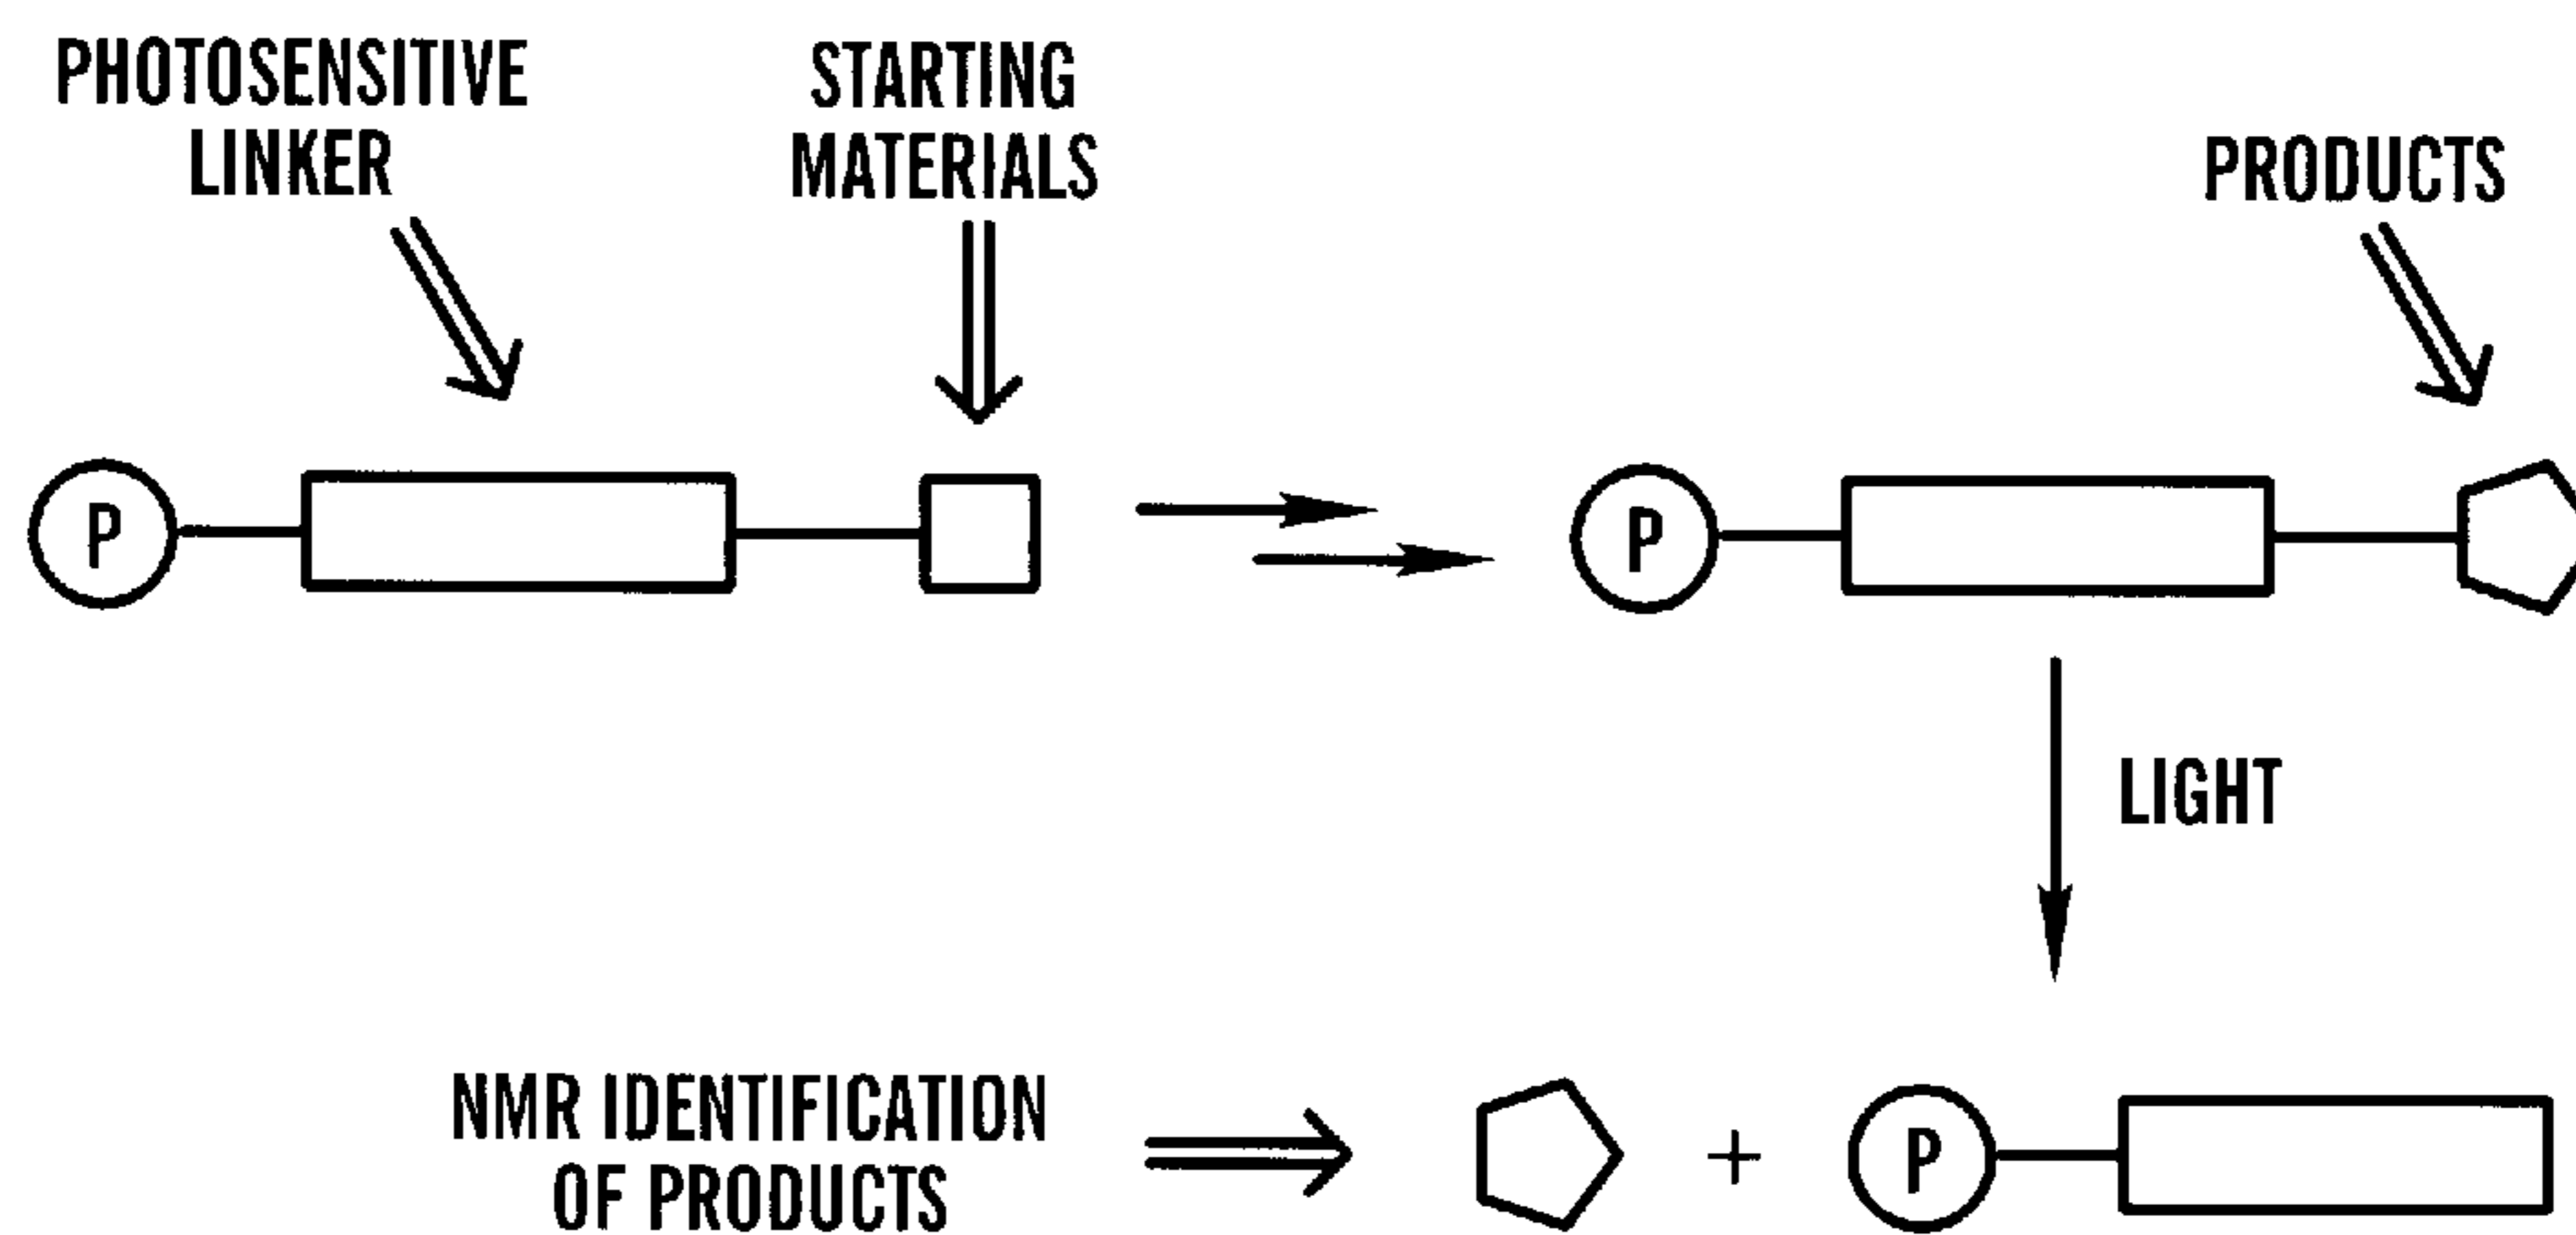 PHOTOSENSITIVE
LINKER
STARTING
MATERIALS
PRODUCTS
P
P
LIGHT
NMR IDENTIFICATION
OF PRODUCTS
+
P